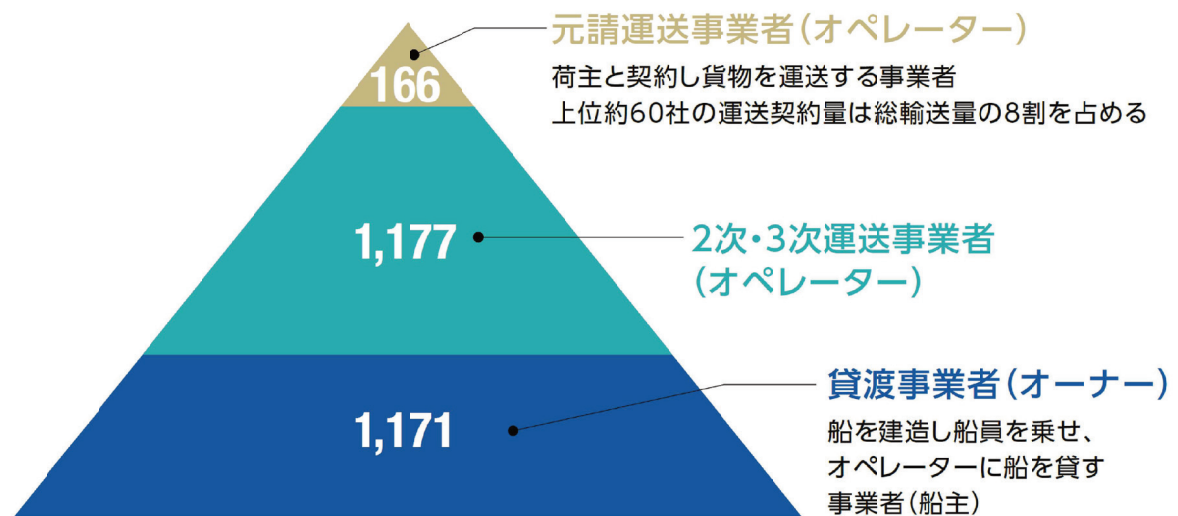 元請運送事業者(オペレーター)
166
荷主と契約し貨物を運送する事業者
上位約60社の運送契約量は総輸送量の8割を占める
1,177
2次・3次運送事業者
(オペレーター)
貸渡事業者(オーナー)
1,171
船を建造し船員を乗せ、
オペレーターに船を貸す
事業者(船主)